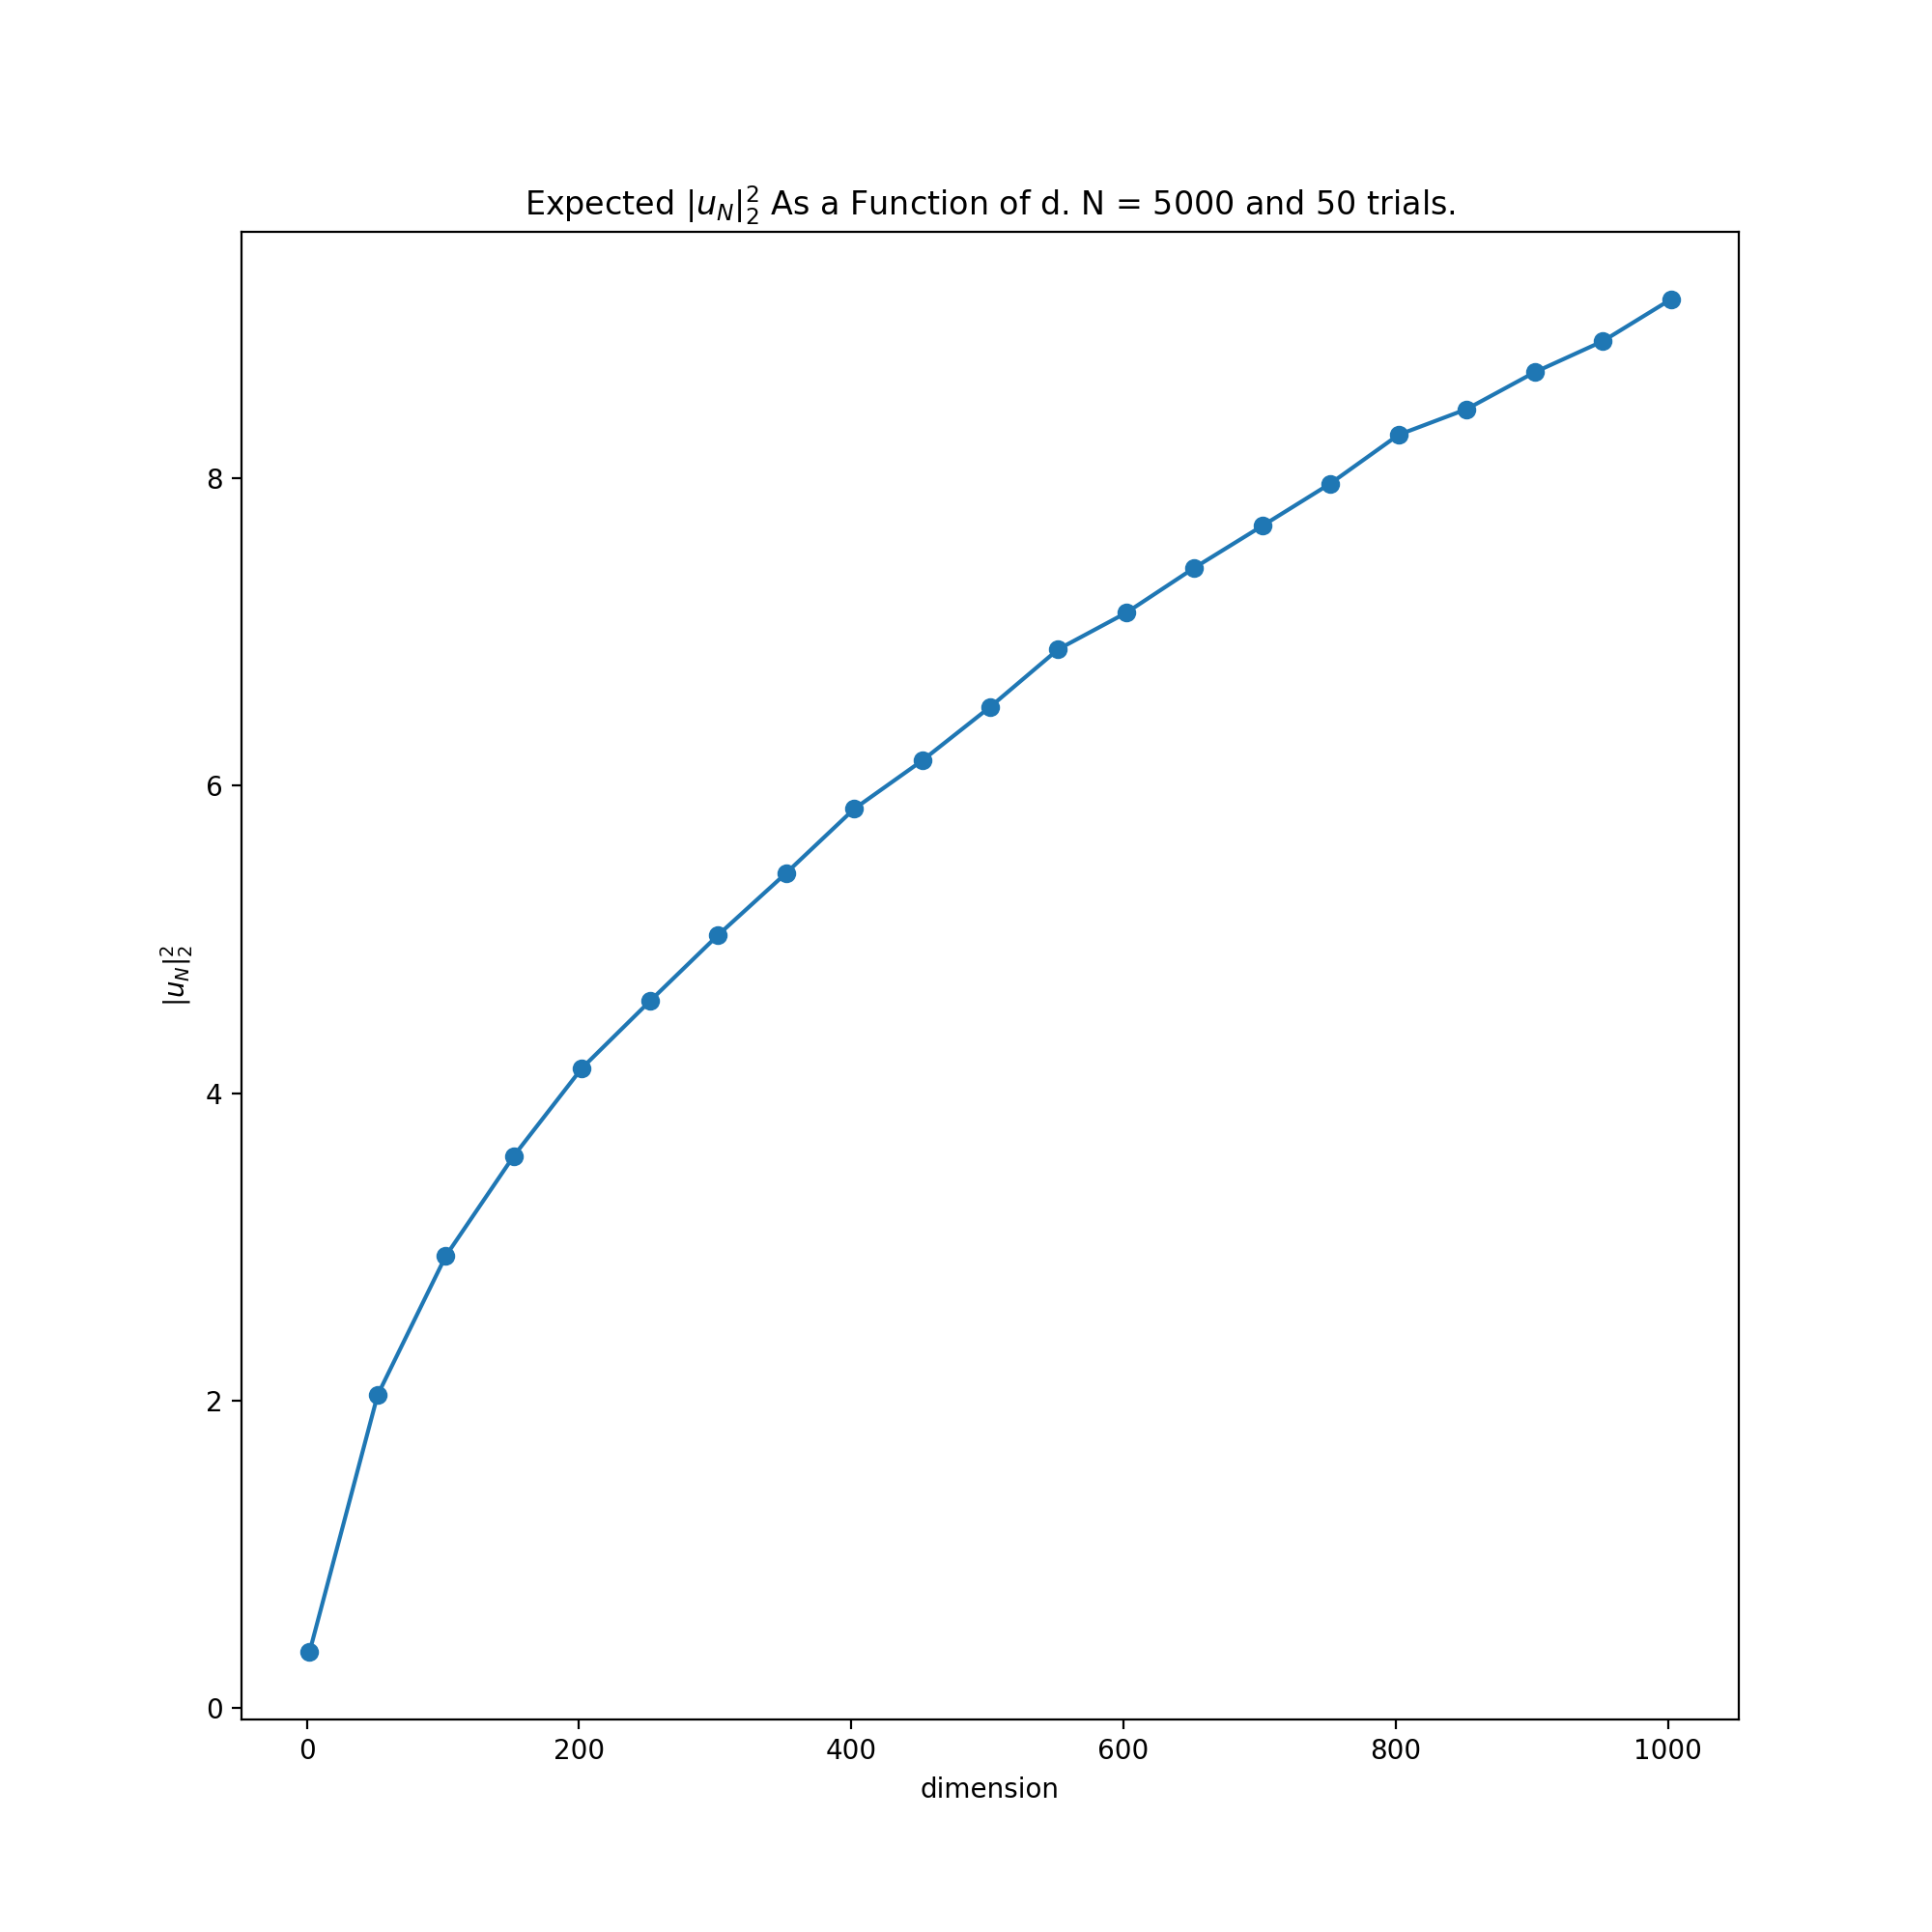 Expected $|u_N|_2^2$ As a Function of d. N = 5000 and 50 trials.
8
6
4
2
0
$|u_N|_2^2$
0 200 400 600 800 1000
dimension